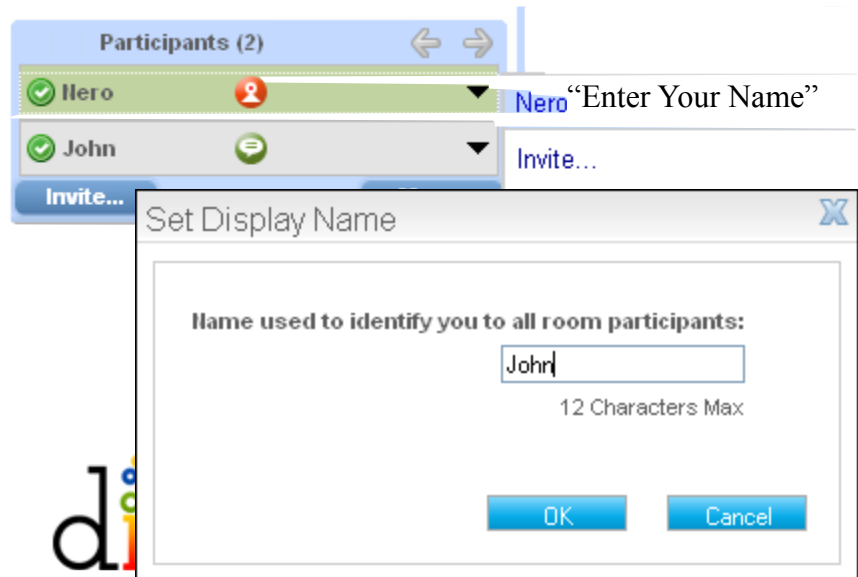 Participants (2)
Nero
Nero "Enter Your Name"
John
Invite...
Invite...
Set Display Name
Name used to identify you to all room participants:
John
12 Characters Max
OK Cancel